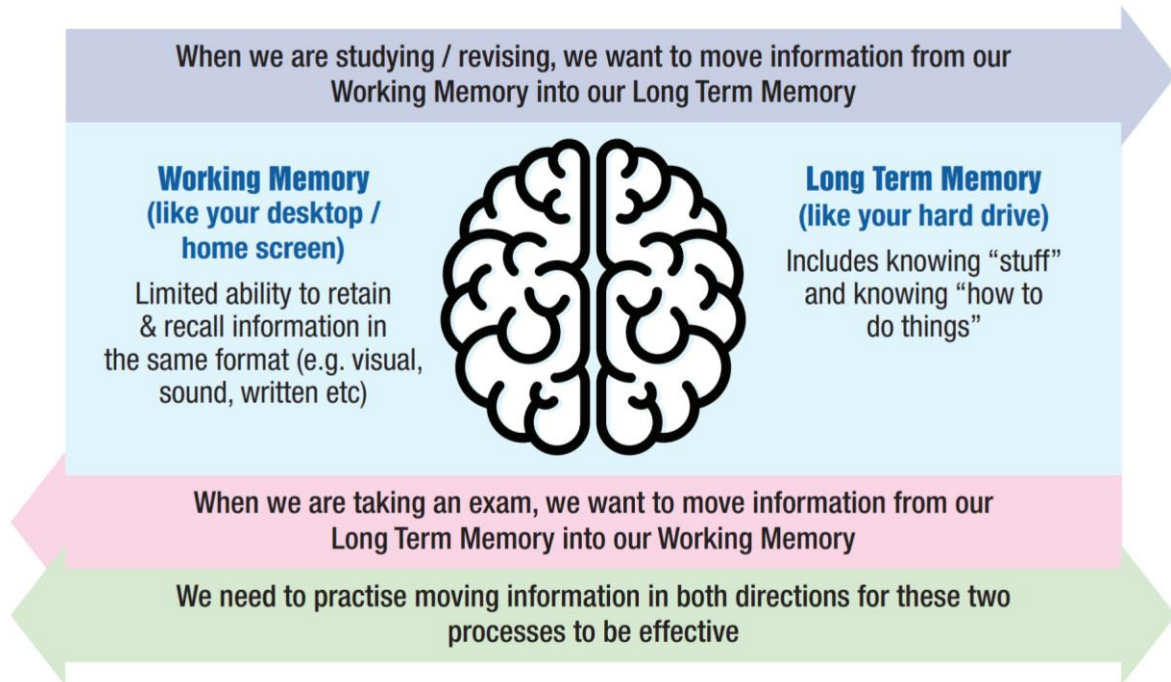 When we are studying / revising, we want to move information from our
Working Memory into our Long Term Memory
Working Memory
(like your desktop /
home screen)
Limited ability to retain
& recall information in
the same format (e.g. visual,
sound, written etc)
Long Term Memory
(like your hard drive)
Includes knowing “stuff”
and knowing “how to
do things”
When we are taking an exam, we want to move information from our
Long Term Memory into our Working Memory
We need to practise moving information in both directions for these two
processes to be effective